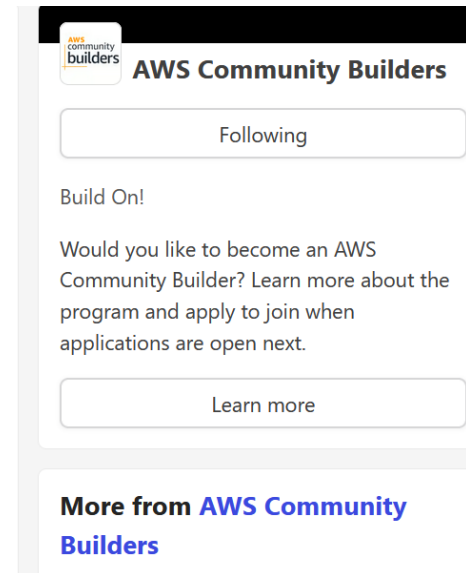 AWS
community
builders
AWS Community Builders
Following
Build On!
Would you like to become an AWS
Community Builder? Learn more about the
program and apply to join when
applications are open next.
Learn more
More from AWS Community
Builders